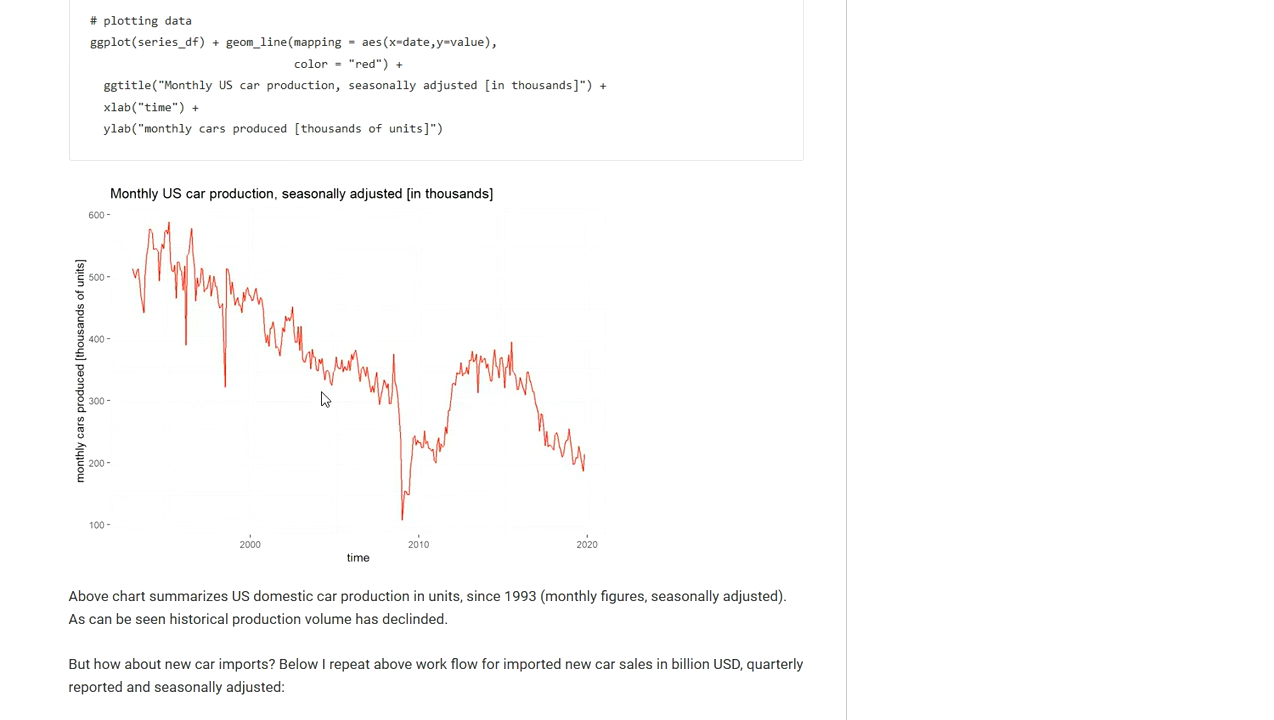 # plotting data
ggplot(series_df) + geom_line(mapping = aes(x=date,y=value),
color = "red") +
ggtitle("Monthly US car production, seasonally adjusted [in thousands]") +
xlab("time") +
ylab("monthly cars produced [thousands of units]")
Monthly US car production, seasonally adjusted [in thousands]
monthly cars produced [thousands of units]
600
500
400
300
200
100
2000
2010
2020
time
Above chart summarizes US domestic car production in units, since 1993 (monthly figures, seasonally adjusted).
As can be seen historical production volume has declinded.
But how about new car imports? Below I repeat above work flow for imported new car sales in billion USD, quarterly
reported and seasonally adjusted: